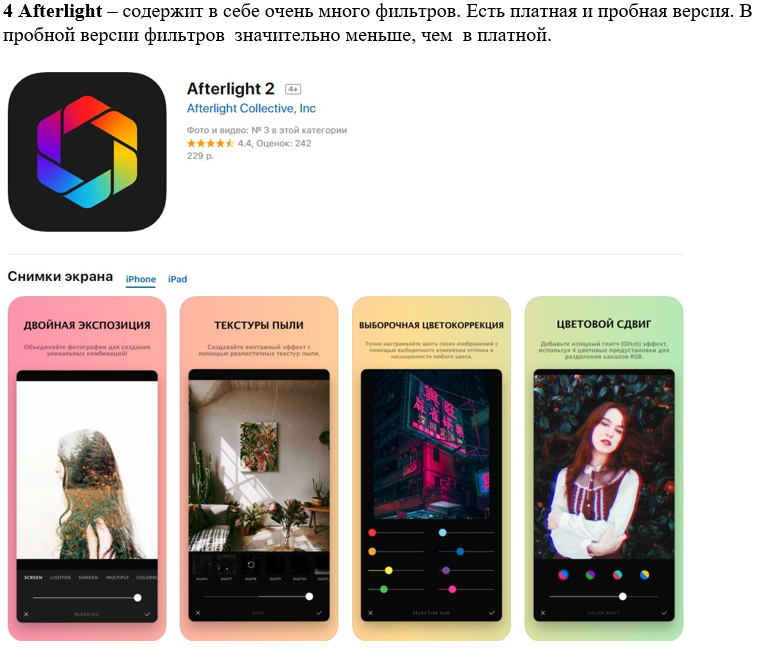 4 Afterlight – содержит в себе очень много фильтров. Есть платная и пробная версия. В
пробной версии фильтров значительно меньше, чем в платной.
Afterlight 2 4+
Afterlight Collective, Inc
Фото и видео: № 3 в этой категории
4.4, Оценок: 242
229 р.
Снимки экрана iPhone iPad
ДВОЙНАЯ ЭКСПОЗИЦИЯ
Объединяйте фотографии для создания
уникальных комбинаций!
SCREEN LIGHTEN DARKEN MULTIPLY
BLENDING
ТЕКСТУРЫ ПЫЛИ
Создавайте винтажный эффект с
помощью реалистичных текстур пыли.
DUST
ВЫБОРОЧНАЯ ЦВЕТОКОРРЕКЦИЯ
Точно настраивайте цвета своих изображений с
помощью выборочного изменения оттенка и
насыщенности любого цвета.
SELECTIVE HUE
ЦВЕТОВОЙ СДВИГ
Добавьте изящный глитч (Glitch) эффект,
используя 4 цветовые предустановки для
разделения каналов RGB.
COLOR SHIFT